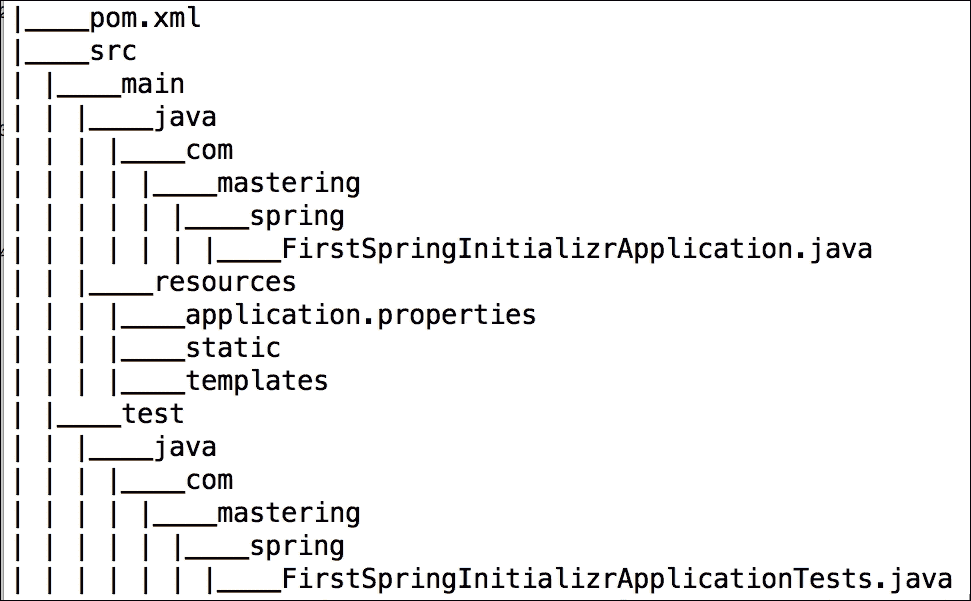 |____pom.xml
|____src
| |____main
| | |____java
| | | |____com
| | | | |____mastering
| | | | | |____spring
| | | | | | |____FirstSpringInitializrApplication.java
| | |____resources
| | | |____application.properties
| | | |____static
| | | |____templates
| |____test
| | |____java
| | | |____com
| | | | |____mastering
| | | | | |____spring
| | | | | | |____FirstSpringInitializrApplicationTests.java